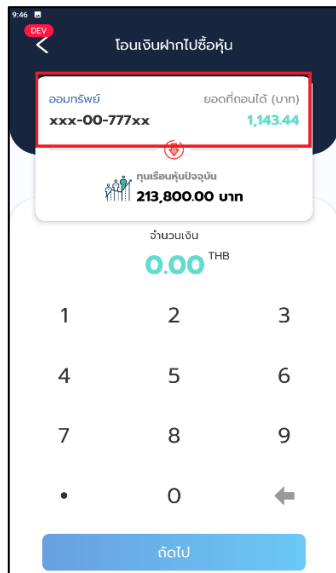 9:46
DEV
โอนเงินฝากไปซื้อหุ้น
ออมทรัพย์ ยอดที่ถอนได้ (บาท)
xxx-00-777xx 1,143.44
ทุนเรือนหุ้นปัจจุบัน
213,800.00 บาท
จำนวนเงิน
0.00 THB
1 2 3
4 5 6
7 8 9
. 0
ถัดไป